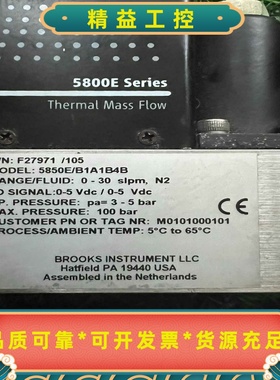 精益工控
5800E Series
Thermal Mass Flow
/N: F27971 /105
MODEL: 5850E/B1A1B4B
RANGE/FLUID: 0 - 30 slpm, N2
O SIGNAL:0-5 Vdc / 0-5 Vdc
P. PRESSURE: pa= 3 - 5 bar
AX. PRESSURE: 100 bar
CUSTOMER PN OR TAG NR: M0101000101
PROCESS/AMBIENT TEMP: 5°C to 65°C
CE
BROOKS INSTRUMENT LLC
Hatfield PA 19440 USA
Assembled in the Netherlands
品质可靠*可开发票*货源充足